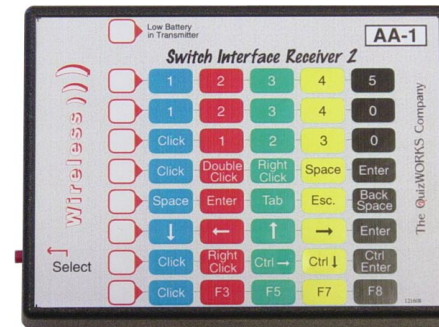 Low Battery
in Transmitter
AA-1
Switch Interface Receiver 2
1 2 3 4 5
1 2 3 4 0
Click 1 2 3 0
Click Double Click Right Click Space Enter
Space Enter Tab Esc. Back Space
↓ ← ↑ → Enter
Click Right Click Ctrl → Ctrl ↓ Ctrl Enter
Click F3 F5 F7 F8
Wireless
Select
The QuizWORKS Company